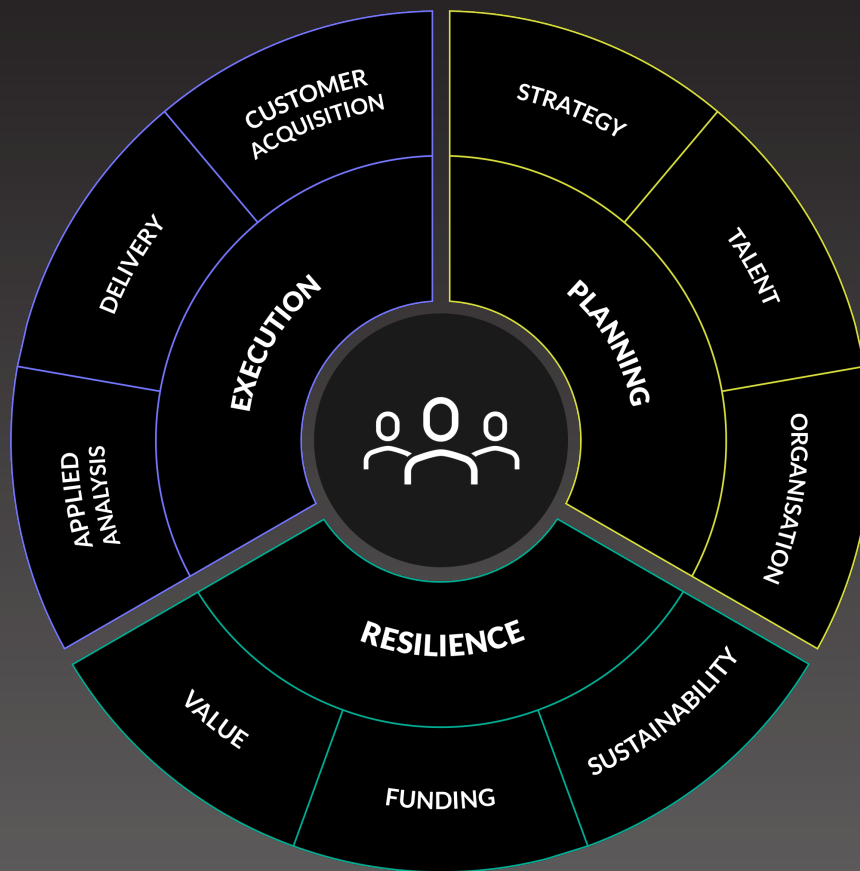 CUSTOMER
ACQUISITION
STRATEGY
DELIVERY
TALENT
EXECUTION
PLANNING
APPLIED
ANALYSIS
ORGANISATION
RESILIENCE
VALUE
FUNDING
SUSTAINABILITY